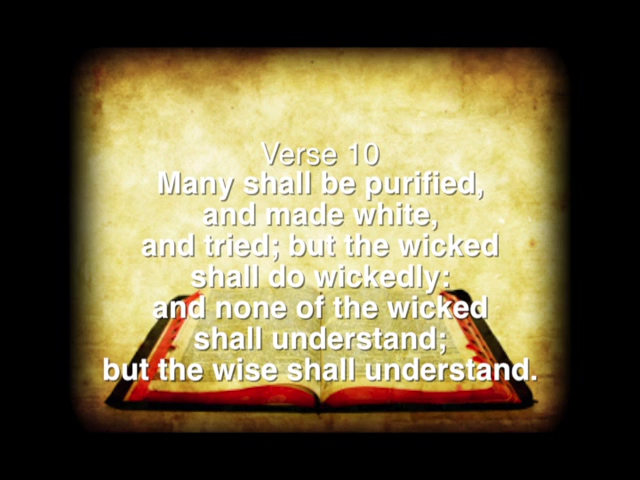 Verse 10
Many shall be purified,
and made white,
and tried; but the wicked
shall do wickedly:
and none of the wicked
shall understand;
but the wise shall understand.